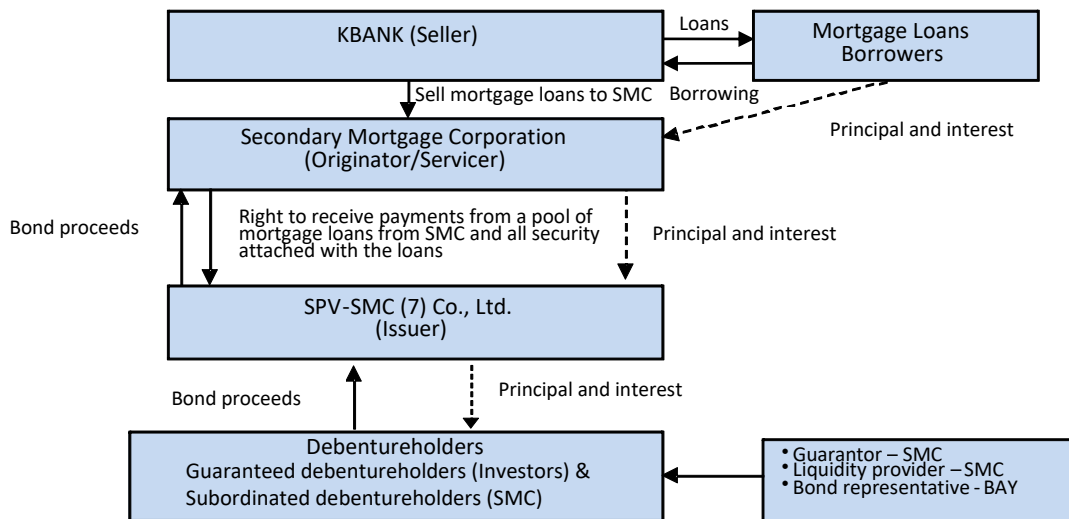 KBANK (Seller)
Loans
Mortgage Loans
Borrowers
Sell mortgage loans to SMC
Borrowing
Principal and interest
Secondary Mortgage Corporation
(Originator/Servicer)
Bond proceeds
Right to receive payments from a pool of
mortgage loans from SMC and all security
attached with the loans
Principal and interest
SPV-SMC (7) Co., Ltd.
(Issuer)
Bond proceeds
Principal and interest
Debentureholders
Guaranteed debentureholders (Investors) &
Subordinated debentureholders (SMC)
• Guarantor – SMC
• Liquidity provider – SMC
• Bond representative - BAY